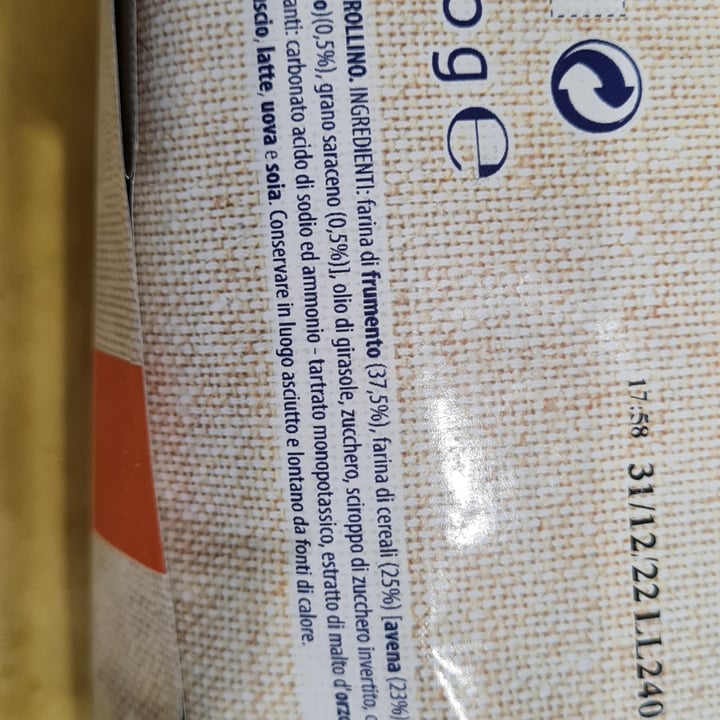 g e
17:58 31/12/22 LL240
ROLLINO. INGREDIENTI: farina di frumento (37,5%), farina di cereali (25%) [avena (23%)
o)(0,5%), grano saraceno (0,5%)], olio di girasole, zucchero, sciroppo di zucchero invertito,
anti: carbonato acido di sodio ed ammonio - tartrato monopotassico, estratto di malto d'orzo
scio, latte, uova e soia. Conservare in luogo asciutto e lontano da fonti di calore.